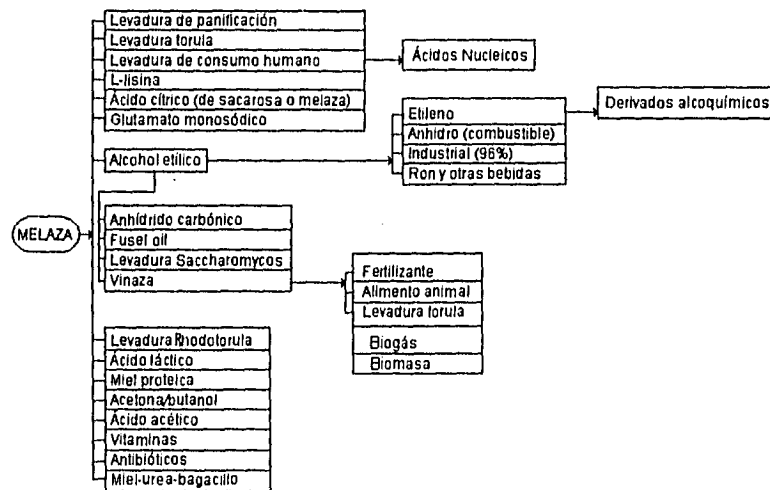 Levadura de panificación
Levadura torula
Levadura de consumo humano
L-lisina
Ácido cítrico (de sacarosa o melaza)
Glutamato monosódico
Ácidos Nucleicos
Alcohol etílico
Etileno
Anhidro (combustible)
Industrial (96%)
Ron y otras bebidas
Derivados alcoquímicos
MELAZA
Anhídrido carbónico
Fusel oil
Levadura Saccharomycos
Vinaza
Fertilizante
Alimento animal
Levadura torula
Biogás
Biomasa
Levadura Rhodotorula
Ácido láctico
Miel proteica
Acetona/butanol
Ácido acético
Vitaminas
Antibióticos
Miel-urea-bagacillo